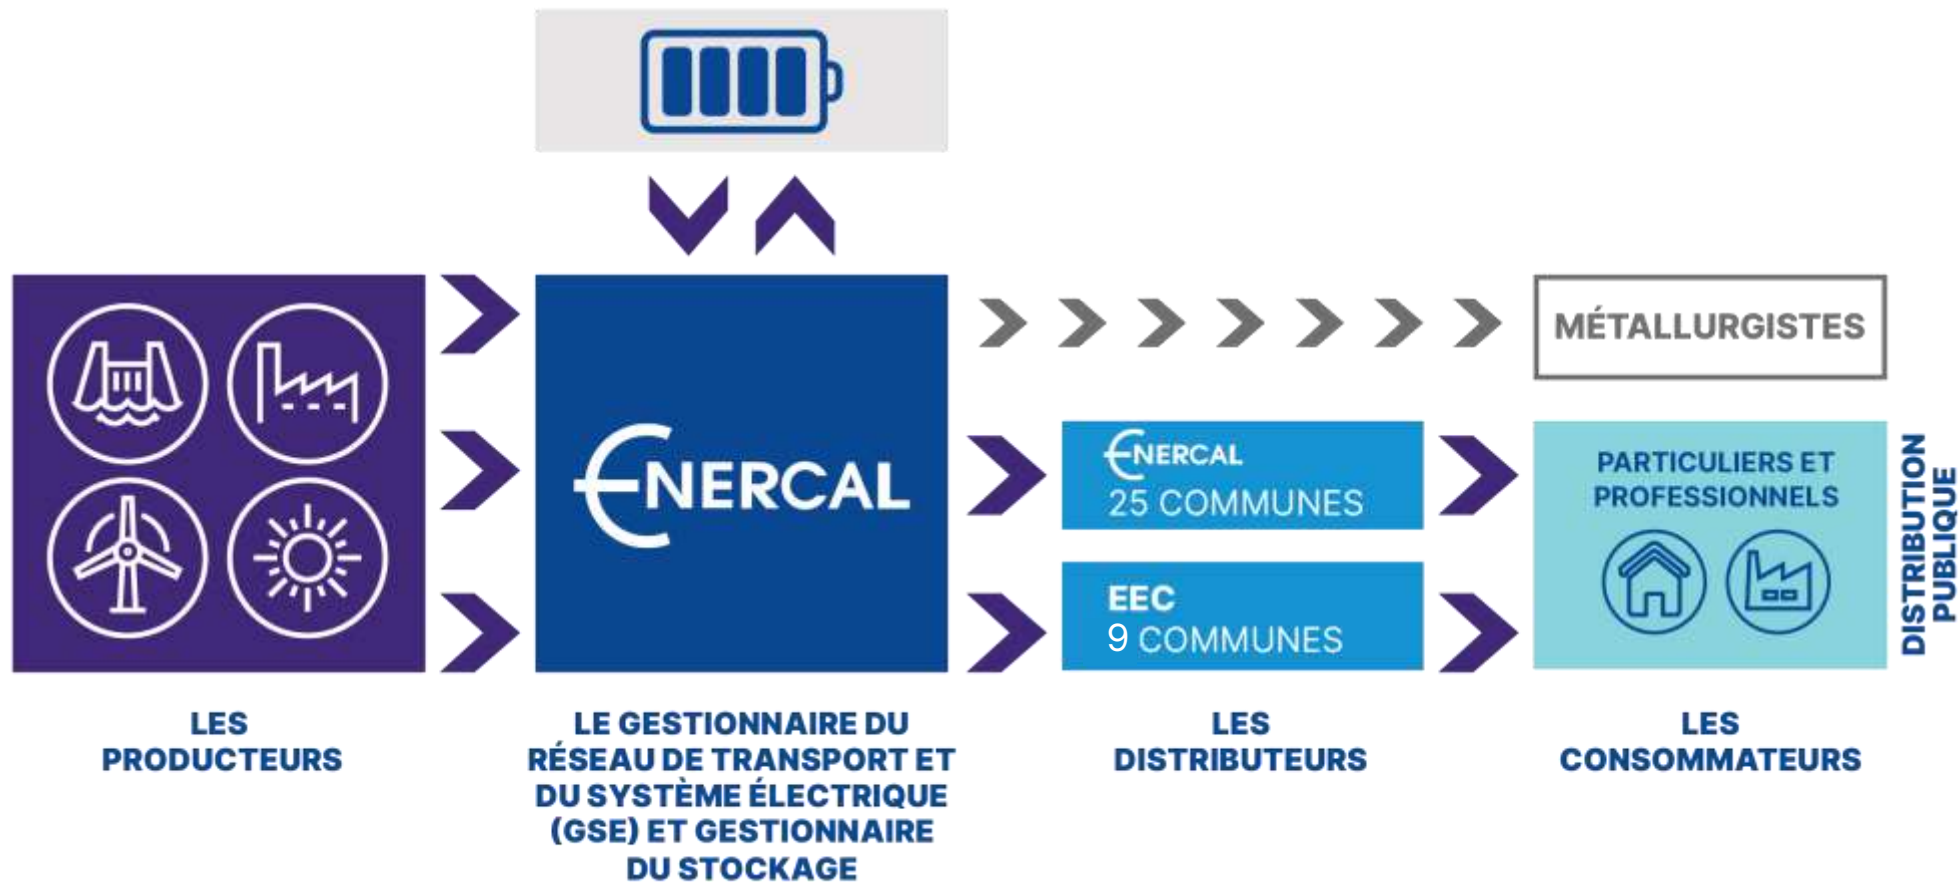 MÉTALLURGISTES
ENERCAL
ENERCAL
25 COMMUNES
EEC
9 COMMUNES
PARTICULIERS ET
PROFESSIONNELS
DISTRIBUTION
PUBLIQUE
LES
PRODUCTEURS
LE GESTIONNAIRE DU
RÉSEAU DE TRANSPORT ET
DU SYSTÈME ÉLECTRIQUE
(GSE) ET GESTIONNAIRE
DU STOCKAGE
LES
DISTRIBUTEURS
LES
CONSOMMATEURS